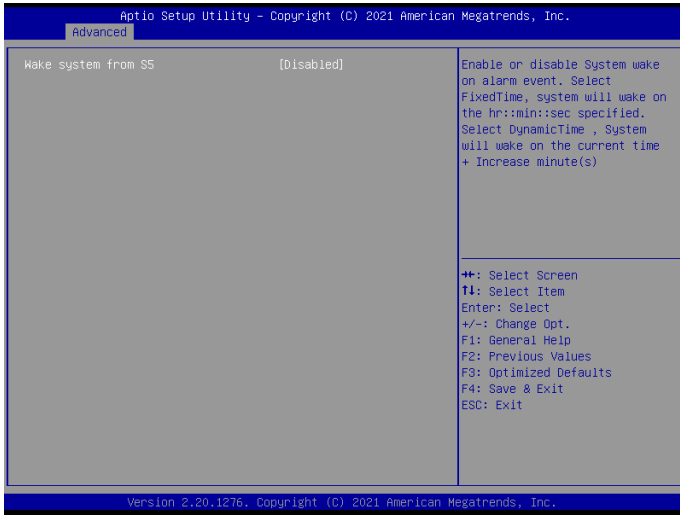 Aptio Setup Utility – Copyright (C) 2021 American Megatrends, Inc.
Advanced
Wake system from S5 [Disabled]
Enable or disable System wake
on alarm event. Select
FixedTime, system will wake on
the hr::min::sec specified.
Select DynamicTime , System
will wake on the current time
+ Increase minute(s)
→←: Select Screen
↑↓: Select Item
Enter: Select
+/-: Change Opt.
F1: General Help
F2: Previous Values
F3: Optimized Defaults
F4: Save & Exit
ESC: Exit
Version 2.20.1276. Copyright (C) 2021 American Megatrends, Inc.